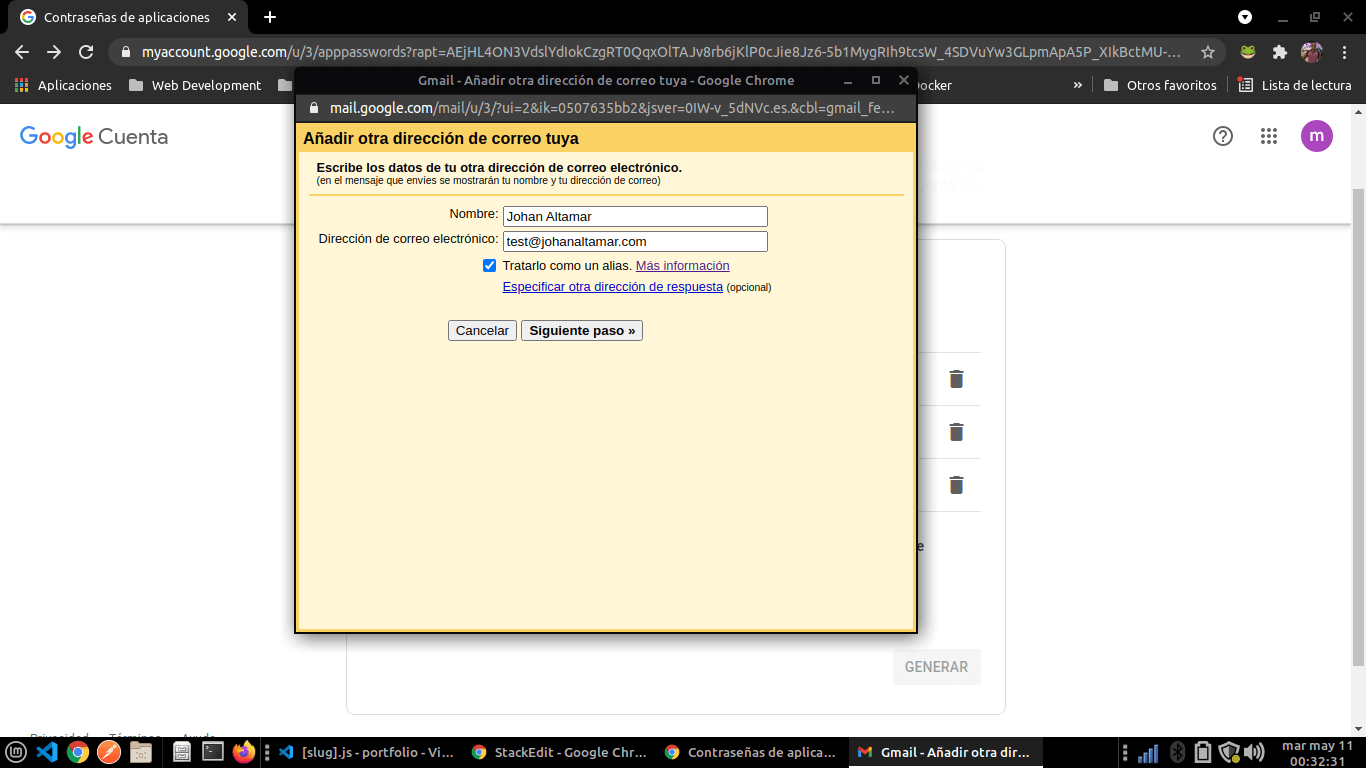 Contraseñas de aplicaciones
myaccount.google.com/u/3/apppasswords?rapt=AEjHL4ON3VdslYdIokCzgRT0QqxOlTAJv8rb6jKlP0cJie8Jz6-5b1MygRIh9tcsW_4SDVuYw3GLpmApA5P_XIkBctMU-...
Aplicaciones
Web Development
ocker
»
Otros favoritos
Lista de lectura
Gmail - Añadir otra dirección de correo tuya - Google Chrome
mail.google.com/mail/u/3/?ui=2&ik=0507635bb2&jsver=0IW-v_5dNVc.es.&cbl=gmail_fe...
Google Cuenta
m
Añadir otra dirección de correo tuya
Escribe los datos de tu otra dirección de correo electrónico.
(en el mensaje que envíes se mostrarán tu nombre y tu dirección de correo)
Nombre: Johan Altamar
Dirección de correo electrónico: test@johanaltamar.com
Tratarlo como un alias. Más información
Especificar otra dirección de respuesta (opcional)
Cancelar Siguiente paso »
e
GENERAR
Privacidad Términos Ayuda
[slug].js - portfolio - Vi...
StackEdit - Google Chr...
Contraseñas de aplica...
Gmail - Añadir otra dir...
mar may 11
00:32:31